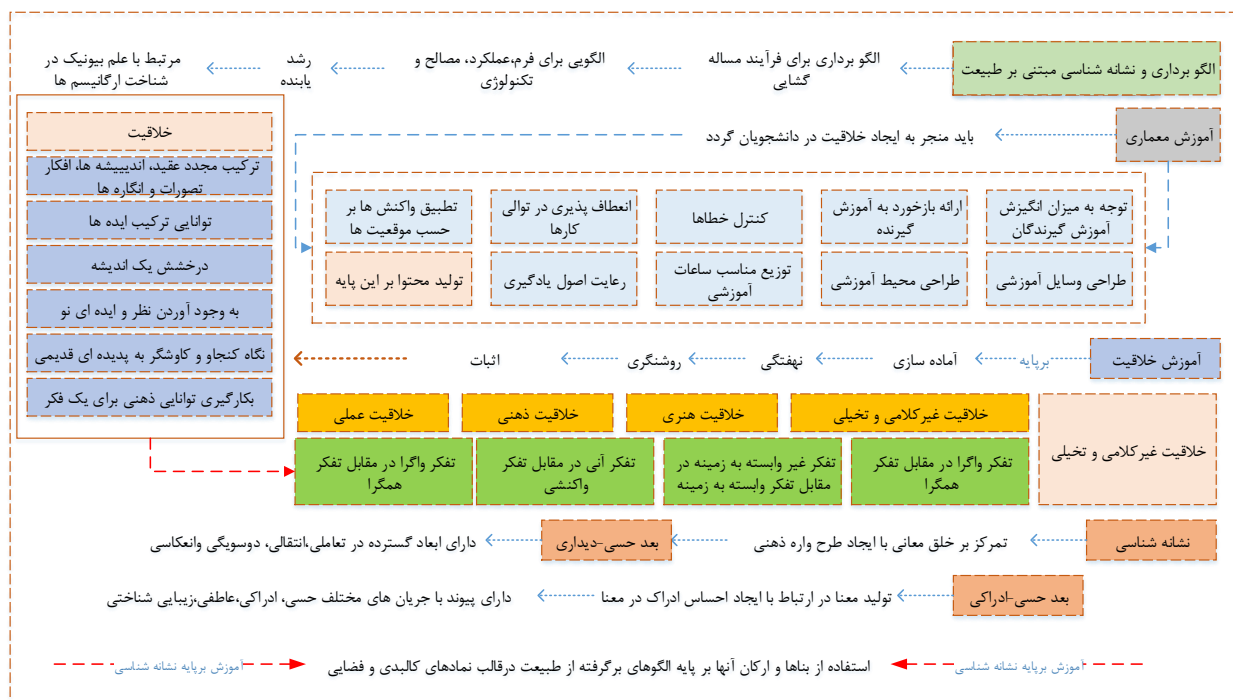 الگو برداری و نشانه شناسی مبتنی بر طبیعت
الگو برداری برای فرآیند مساله
گشایی
الگویی برای فرم،عملکرد، مصالح و
تکنولوژی
رشد
یابنده
مرتبط با علم بیونیک در
شناخت ارگانیسم ها
آموزش معماری
باید منجر به ایجاد خلاقیت در دانشجویان گردد
توجه به میزان انگیزش
آموزش گیرندگان
ارائه بازخورد به آموزش
گیرنده
کنترل خطاها
انعطاف پذیری در توالی
کارها
تطبیق واکنش ها بر
حسب موقعیت ها
طراحی وسایل آموزشی
طراحی محیط آموزشی
توزیع مناسب ساعات
آموزشی
رعایت اصول یادگیری
تولید محتوا بر این پایه
خلاقیت
ترکیب مجدد عقید، اندیییشه ها، افکار
تصورات و انگاره ها
توانایی ترکیب ایده ها
درخشش یک اندیشه
به وجود آوردن نظر و ایده ای نو
نگاه کنجاو و کاوشگر به پدیده ای قدیمی
بکارگیری توانایی ذهنی برای یک فکر
آموزش خلاقیت
برپایه
آماده سازی
نهفتگی
روشنگری
اثبات
خلاقیت غیرکلامی و تخیلی
خلاقیت غیرکلامی و تخیلی
خلاقیت هنری
خلاقیت ذهنی
خلاقیت عملی
تفکر واگرا در مقابل تفکر
همگرا
تفکر غیر وابسته به زمینه در
مقابل تفکر وابسته به زمینه
تفکر آنی در مقابل تفکر
واکنشی
تفکر واگرا در مقابل تفکر
همگرا
نشانه شناسی
تمرکز بر خلق معانی با ایجاد طرح واره ذهنی
بعد حسی-دیداری
دارای ابعاد گسترده در تعاملی،انتقالی، دوسویگی وانعکاسی
بعد حسی-ادراکی
تولید معنا در ارتباط با ایجاد احساس ادراک در معنا
دارای پیوند با جریان های مختلف حسی، ادراکی،عاطفی،زیبایی شناختی
آموزش برپایه نشانه شناسی
استفاده از بناها و ارکان آنها بر پایه الگوهای برگرفته از طبیعت درقالب نمادهای کالبدی و فضایی
آموزش برپایه نشانه شناسی